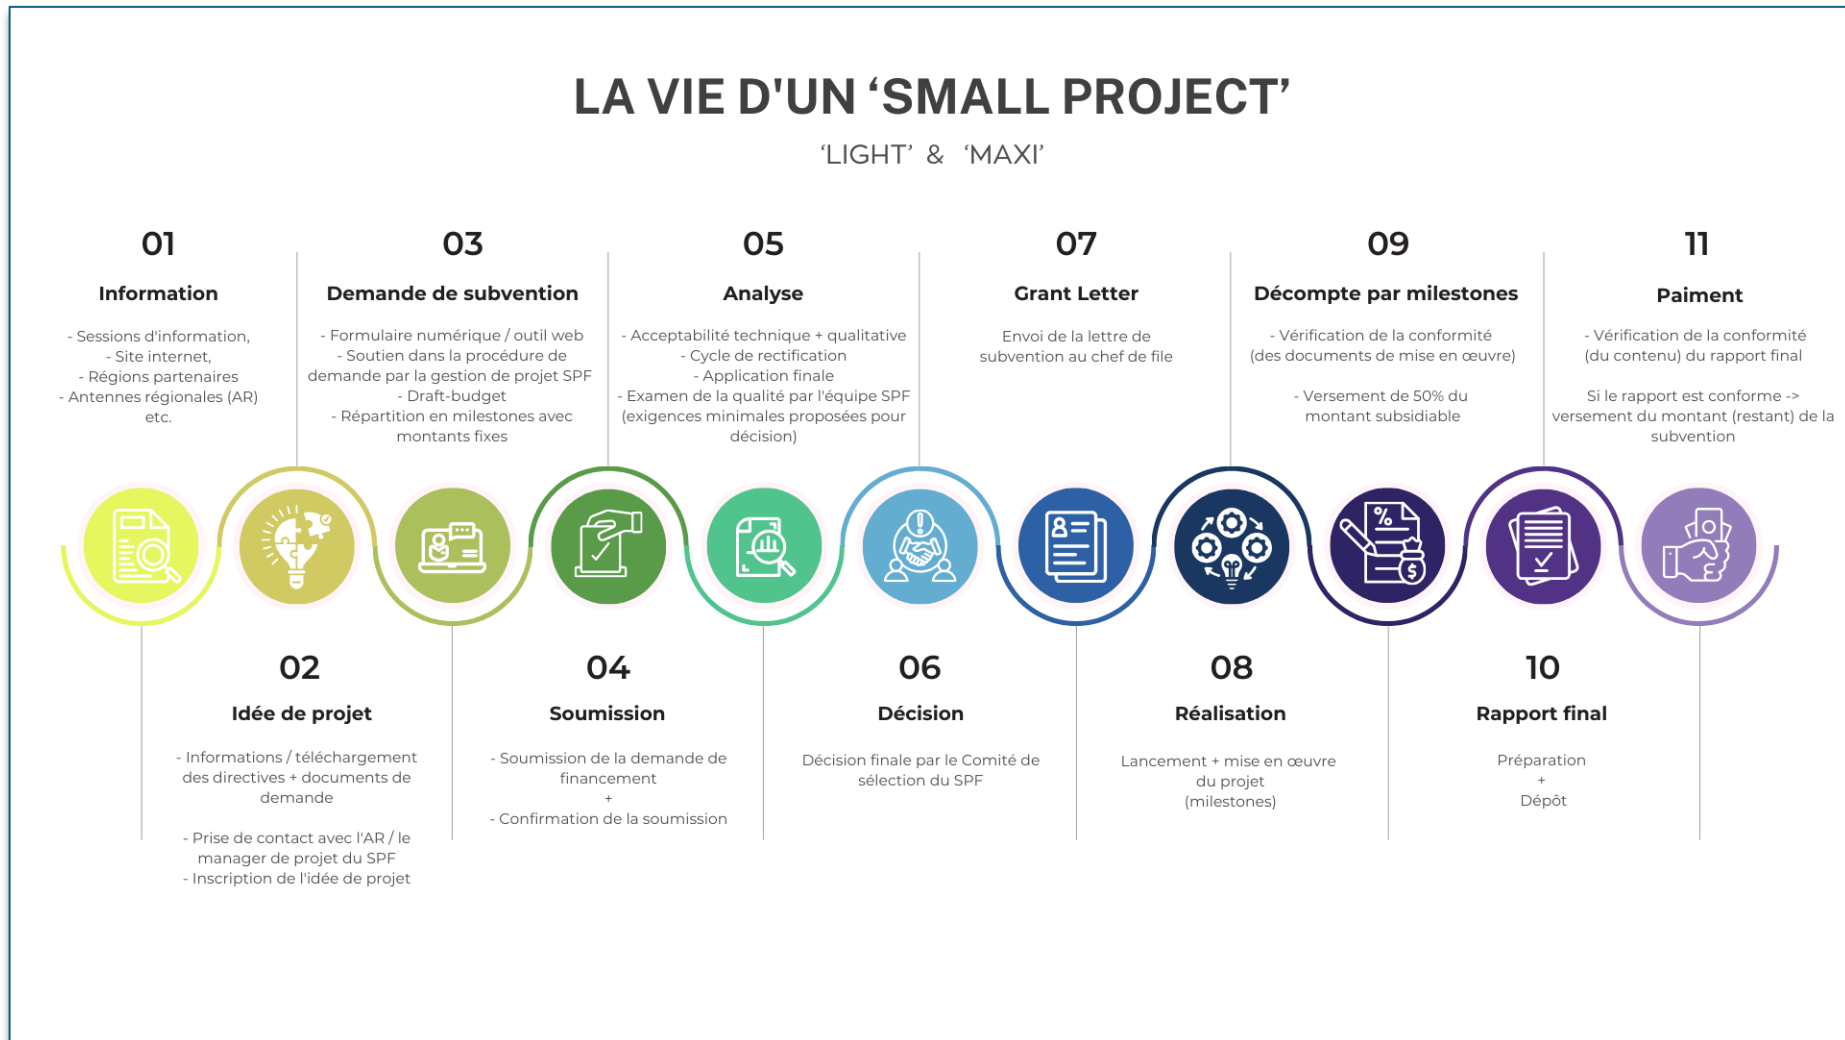 LA VIE D'UN ‘SMALL PROJECT’
‘LIGHT’ & ‘MAXI’
01
Information
- Sessions d'information,
- Site internet,
- Régions partenaires
- Antennes régionales (AR)
etc.
02
Idée de projet
- Informations / téléchargement
des directives + documents de
demande
- Prise de contact avec l'AR / le
manager de projet du SPF
- Inscription de l'idée de projet
03
Demande de subvention
- Formulaire numérique / outil web
- Soutien dans la procédure de
demande par la gestion de projet SPF
- Draft-budget
- Répartition en milestones avec
montants fixes
04
Soumission
- Soumission de la demande de
financement
+
- Confirmation de la soumission
05
Analyse
- Acceptabilité technique + qualitative
- Cycle de rectification
- Application finale
- Examen de la qualité par l'équipe SPF
(exigences minimales proposées pour
décision)
06
Décision
Décision finale par le Comité de
sélection du SPF
07
Grant Letter
Envoi de la lettre de
subvention au chef de file
08
Réalisation
Lancement + mise en œuvre
du projet
(milestones)
09
Décompte par milestones
- Vérification de la conformité
(des documents de mise en œuvre)
- Versement de 50% du
montant subsidiable
10
Rapport final
Préparation
+
Dépôt
11
Paiment
- Vérification de la conformité
(du contenu) du rapport final
Si le rapport est conforme ->
versement du montant (restant) de la
subvention
%
$